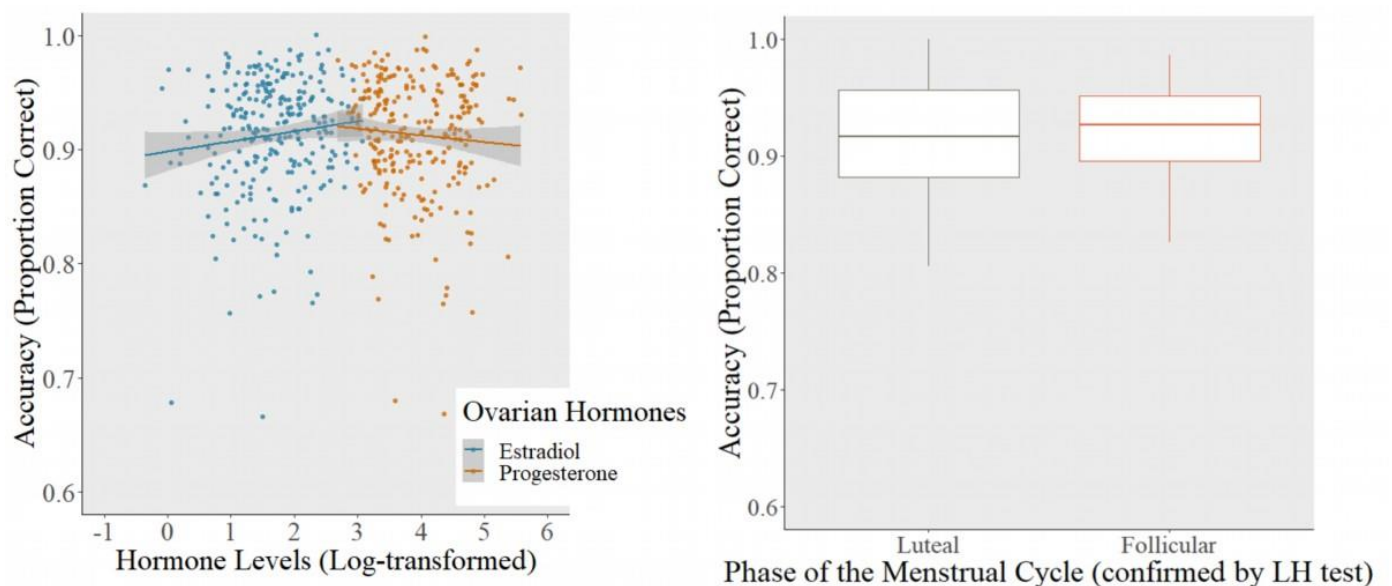 Accuracy (Proportion Correct)
1.0
0.9
0.8
0.7
0.6
-1 0 1 2 3 4 5 6
Hormone Levels (Log-transformed)
Ovarian Hormones
Estradiol
Progesterone
Accuracy (Proportion Correct)
1.0
0.9
0.8
0.7
0.6
Luteal Follicular
Phase of the Menstrual Cycle (confirmed by LH test)